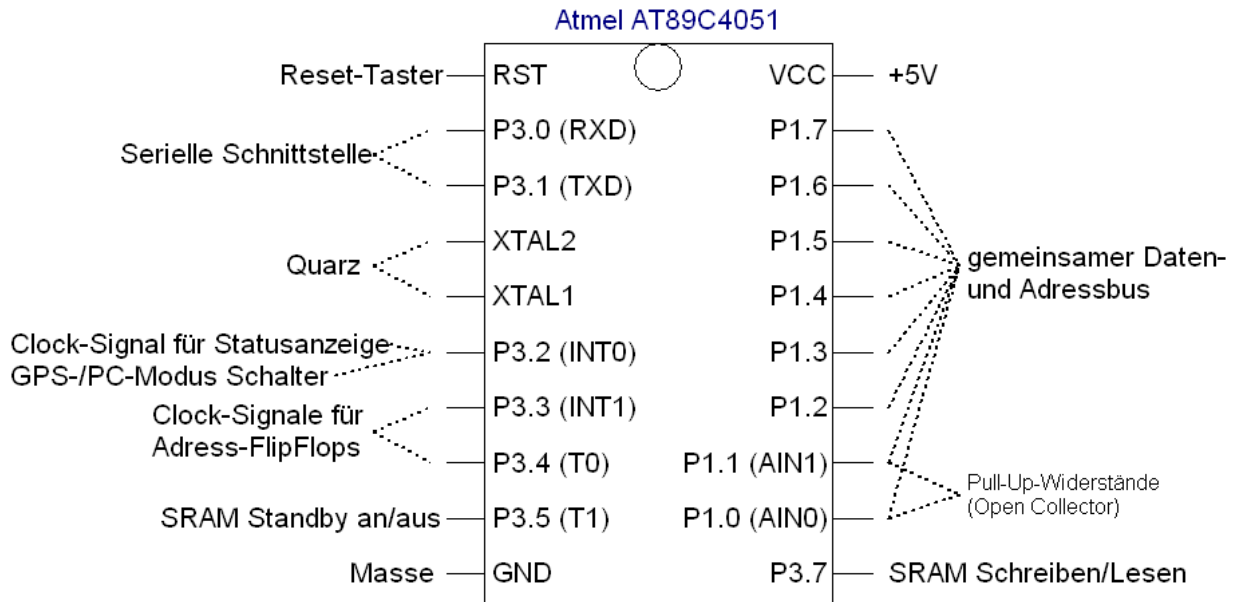 Atmel AT89C4051
Reset-Taster
RST
VCC
+5V
P3.0 (RXD)
P1.7
Serielle Schnittstelle
P3.1 (TXD)
P1.6
XTAL2
P1.5
Quarz
gemeinsamer Daten-
und Adressbus
XTAL1
P1.4
Clock-Signal für Statusanzeige
GPS-/PC-Modus Schalter
P3.2 (INT0)
P1.3
Clock-Signale für
Adress-FlipFlops
P3.3 (INT1)
P1.2
P3.4 (T0)
P1.1 (AIN1)
Pull-Up-Widerstände
(Open Collector)
SRAM Standby an/aus
P3.5 (T1)
P1.0 (AIN0)
Masse
GND
P3.7
SRAM Schreiben/Lesen